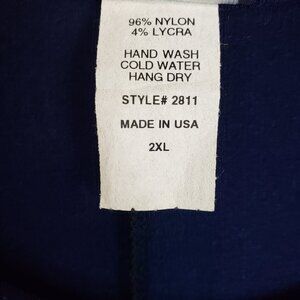 96% NYLON
4% LYCRA
HAND WASH
COLD WATER
HANG DRY
STYLE# 2811
MADE IN USA
2XL